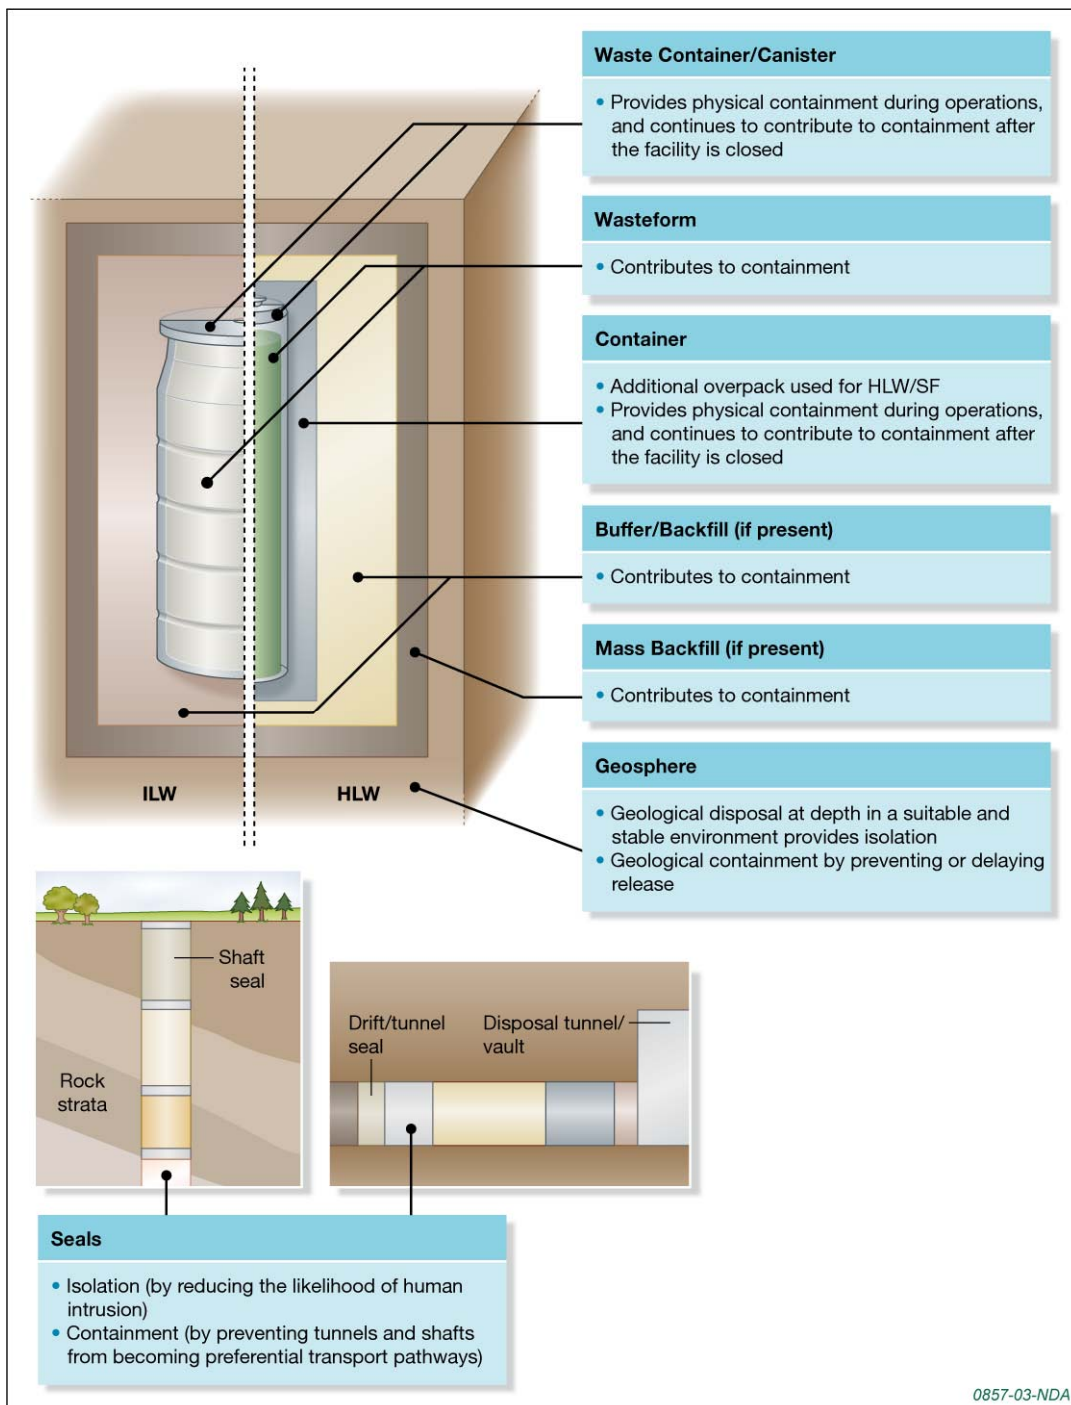 Waste Container/Canister
• Provides physical containment during operations,
and continues to contribute to containment after
the facility is closed
Wasteform
• Contributes to containment
Container
• Additional overpack used for HLW/SF
• Provides physical containment during operations,
and continues to contribute to containment after
the facility is closed
Buffer/Backfill (if present)
• Contributes to containment
Mass Backfill (if present)
• Contributes to containment
Geosphere
• Geological disposal at depth in a suitable and
stable environment provides isolation
• Geological containment by preventing or delaying
release
ILW
HLW
Shaft
seal
Rock
strata
Drift/tunnel
seal
Disposal tunnel/
vault
Seals
• Isolation (by reducing the likelihood of human
intrusion)
• Containment (by preventing tunnels and shafts
from becoming preferential transport pathways)
0857-03-NDA